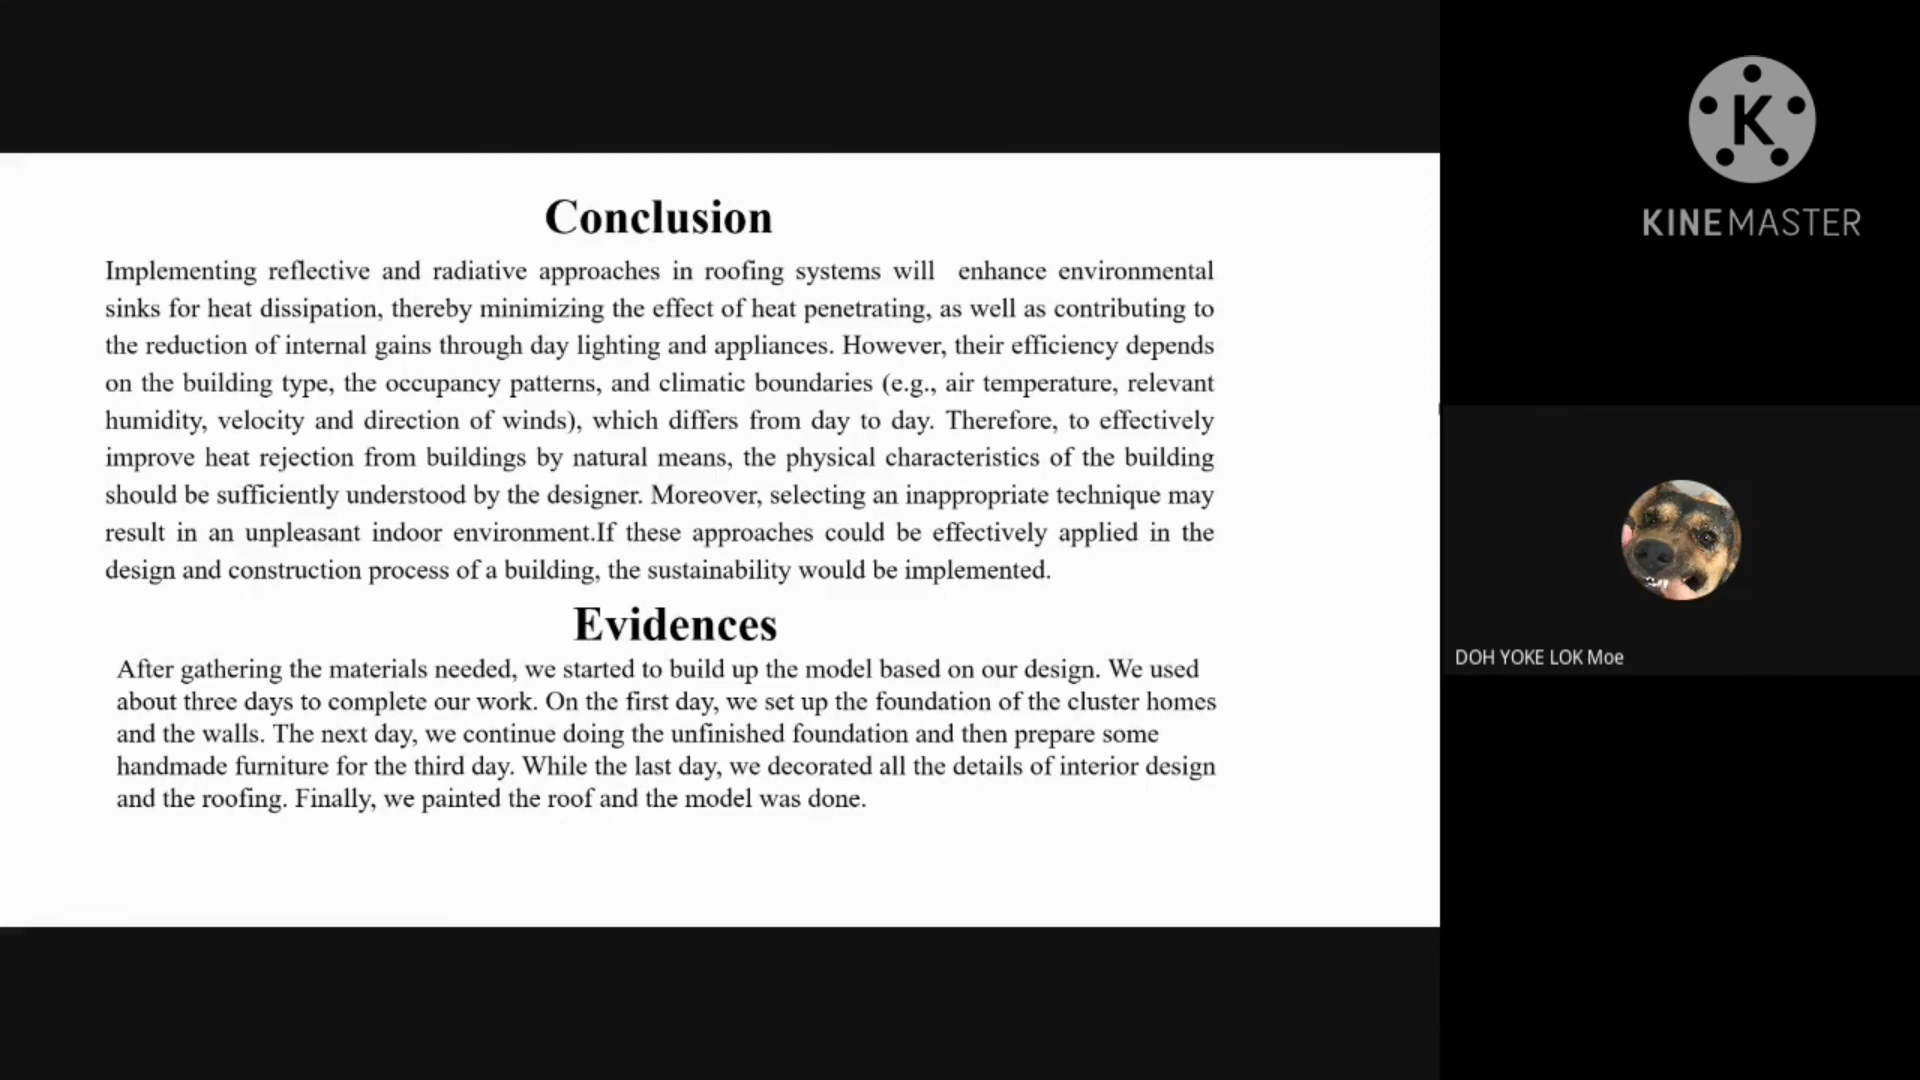 Conclusion
Implementing reflective and radiative approaches in roofing systems will enhance environmental
sinks for heat dissipation, thereby minimizing the effect of heat penetrating, as well as contributing to
the reduction of internal gains through day lighting and appliances. However, their efficiency depends
on the building type, the occupancy patterns, and climatic boundaries (e.g., air temperature, relevant
humidity, velocity and direction of winds), which differs from day to day. Therefore, to effectively
improve heat rejection from buildings by natural means, the physical characteristics of the building
should be sufficiently understood by the designer. Moreover, selecting an inappropriate technique may
result in an unpleasant indoor environment.If these approaches could be effectively applied in the
design and construction process of a building, the sustainability would be implemented.
Evidences
After gathering the materials needed, we started to build up the model based on our design. We used
about three days to complete our work. On the first day, we set up the foundation of the cluster homes
and the walls. The next day, we continue doing the unfinished foundation and then prepare some
handmade furniture for the third day. While the last day, we decorated all the details of interior design
and the roofing. Finally, we painted the roof and the model was done.
K
KINEMASTER
DOH YOKE LOK Moe